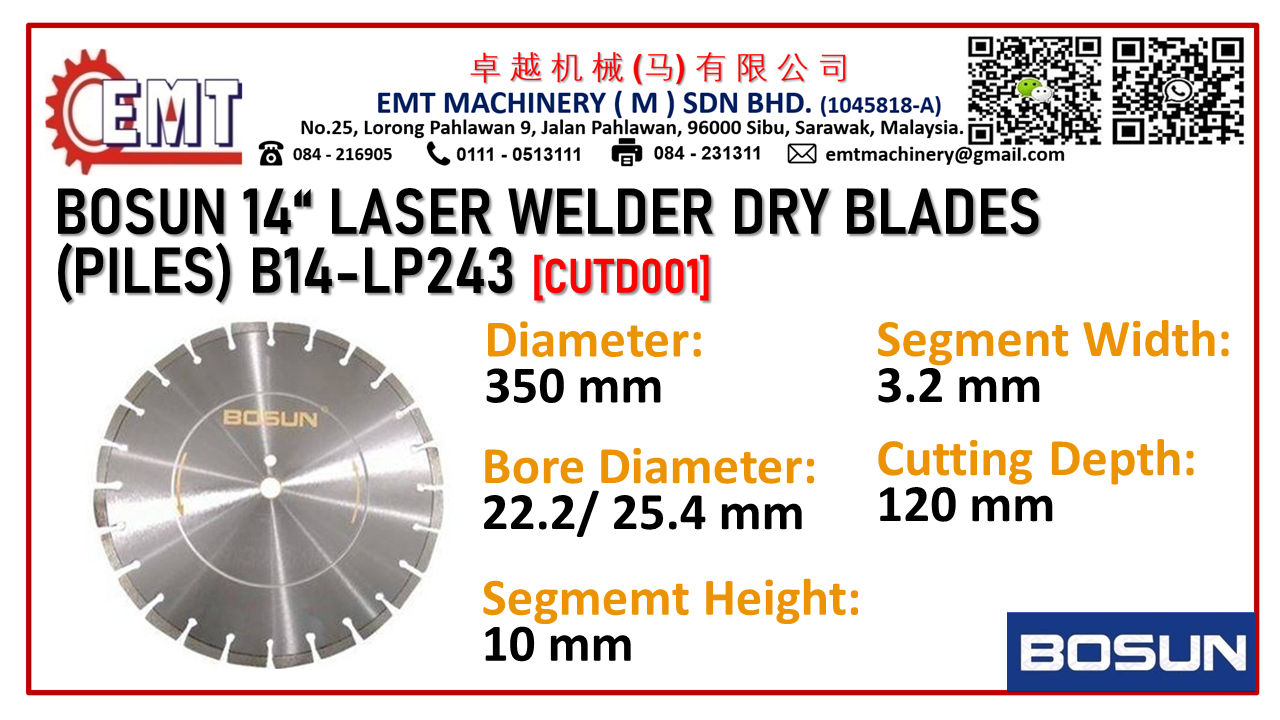 EMT
卓越机械(马)有限公司
EMT MACHINERY ( M ) SDN BHD. (1045818-A)
No.25, Lorong Pahlawan 9, Jalan Pahlawan, 96000 Sibu, Sarawak, Malaysia.
084 - 216905 0111 - 0513111 084 - 231311 emtmachinery@gmail.com
BOSUN 14“ LASER WELDER DRY BLADES
(PILES) B14-LP243 [CUTD001]
BOSUN
Diameter:
350 mm
Segment Width:
3.2 mm
Bore Diameter:
22.2/ 25.4 mm
Cutting Depth:
120 mm
Segmemt Height:
10 mm
BOSUN